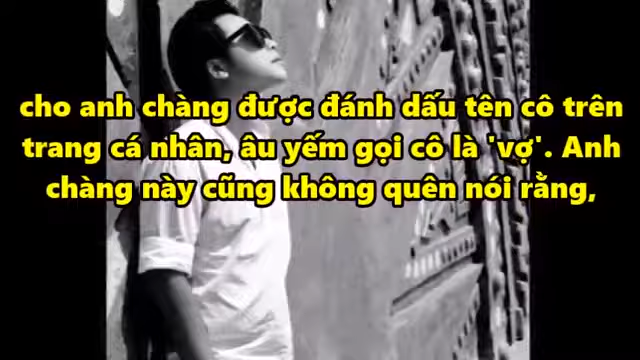 cho anh chàng được đánh dấu tên cô trên
trang cá nhân, âu yếm gọi cô là 'vợ'. Anh
chàng này cũng không quên nói rằng,